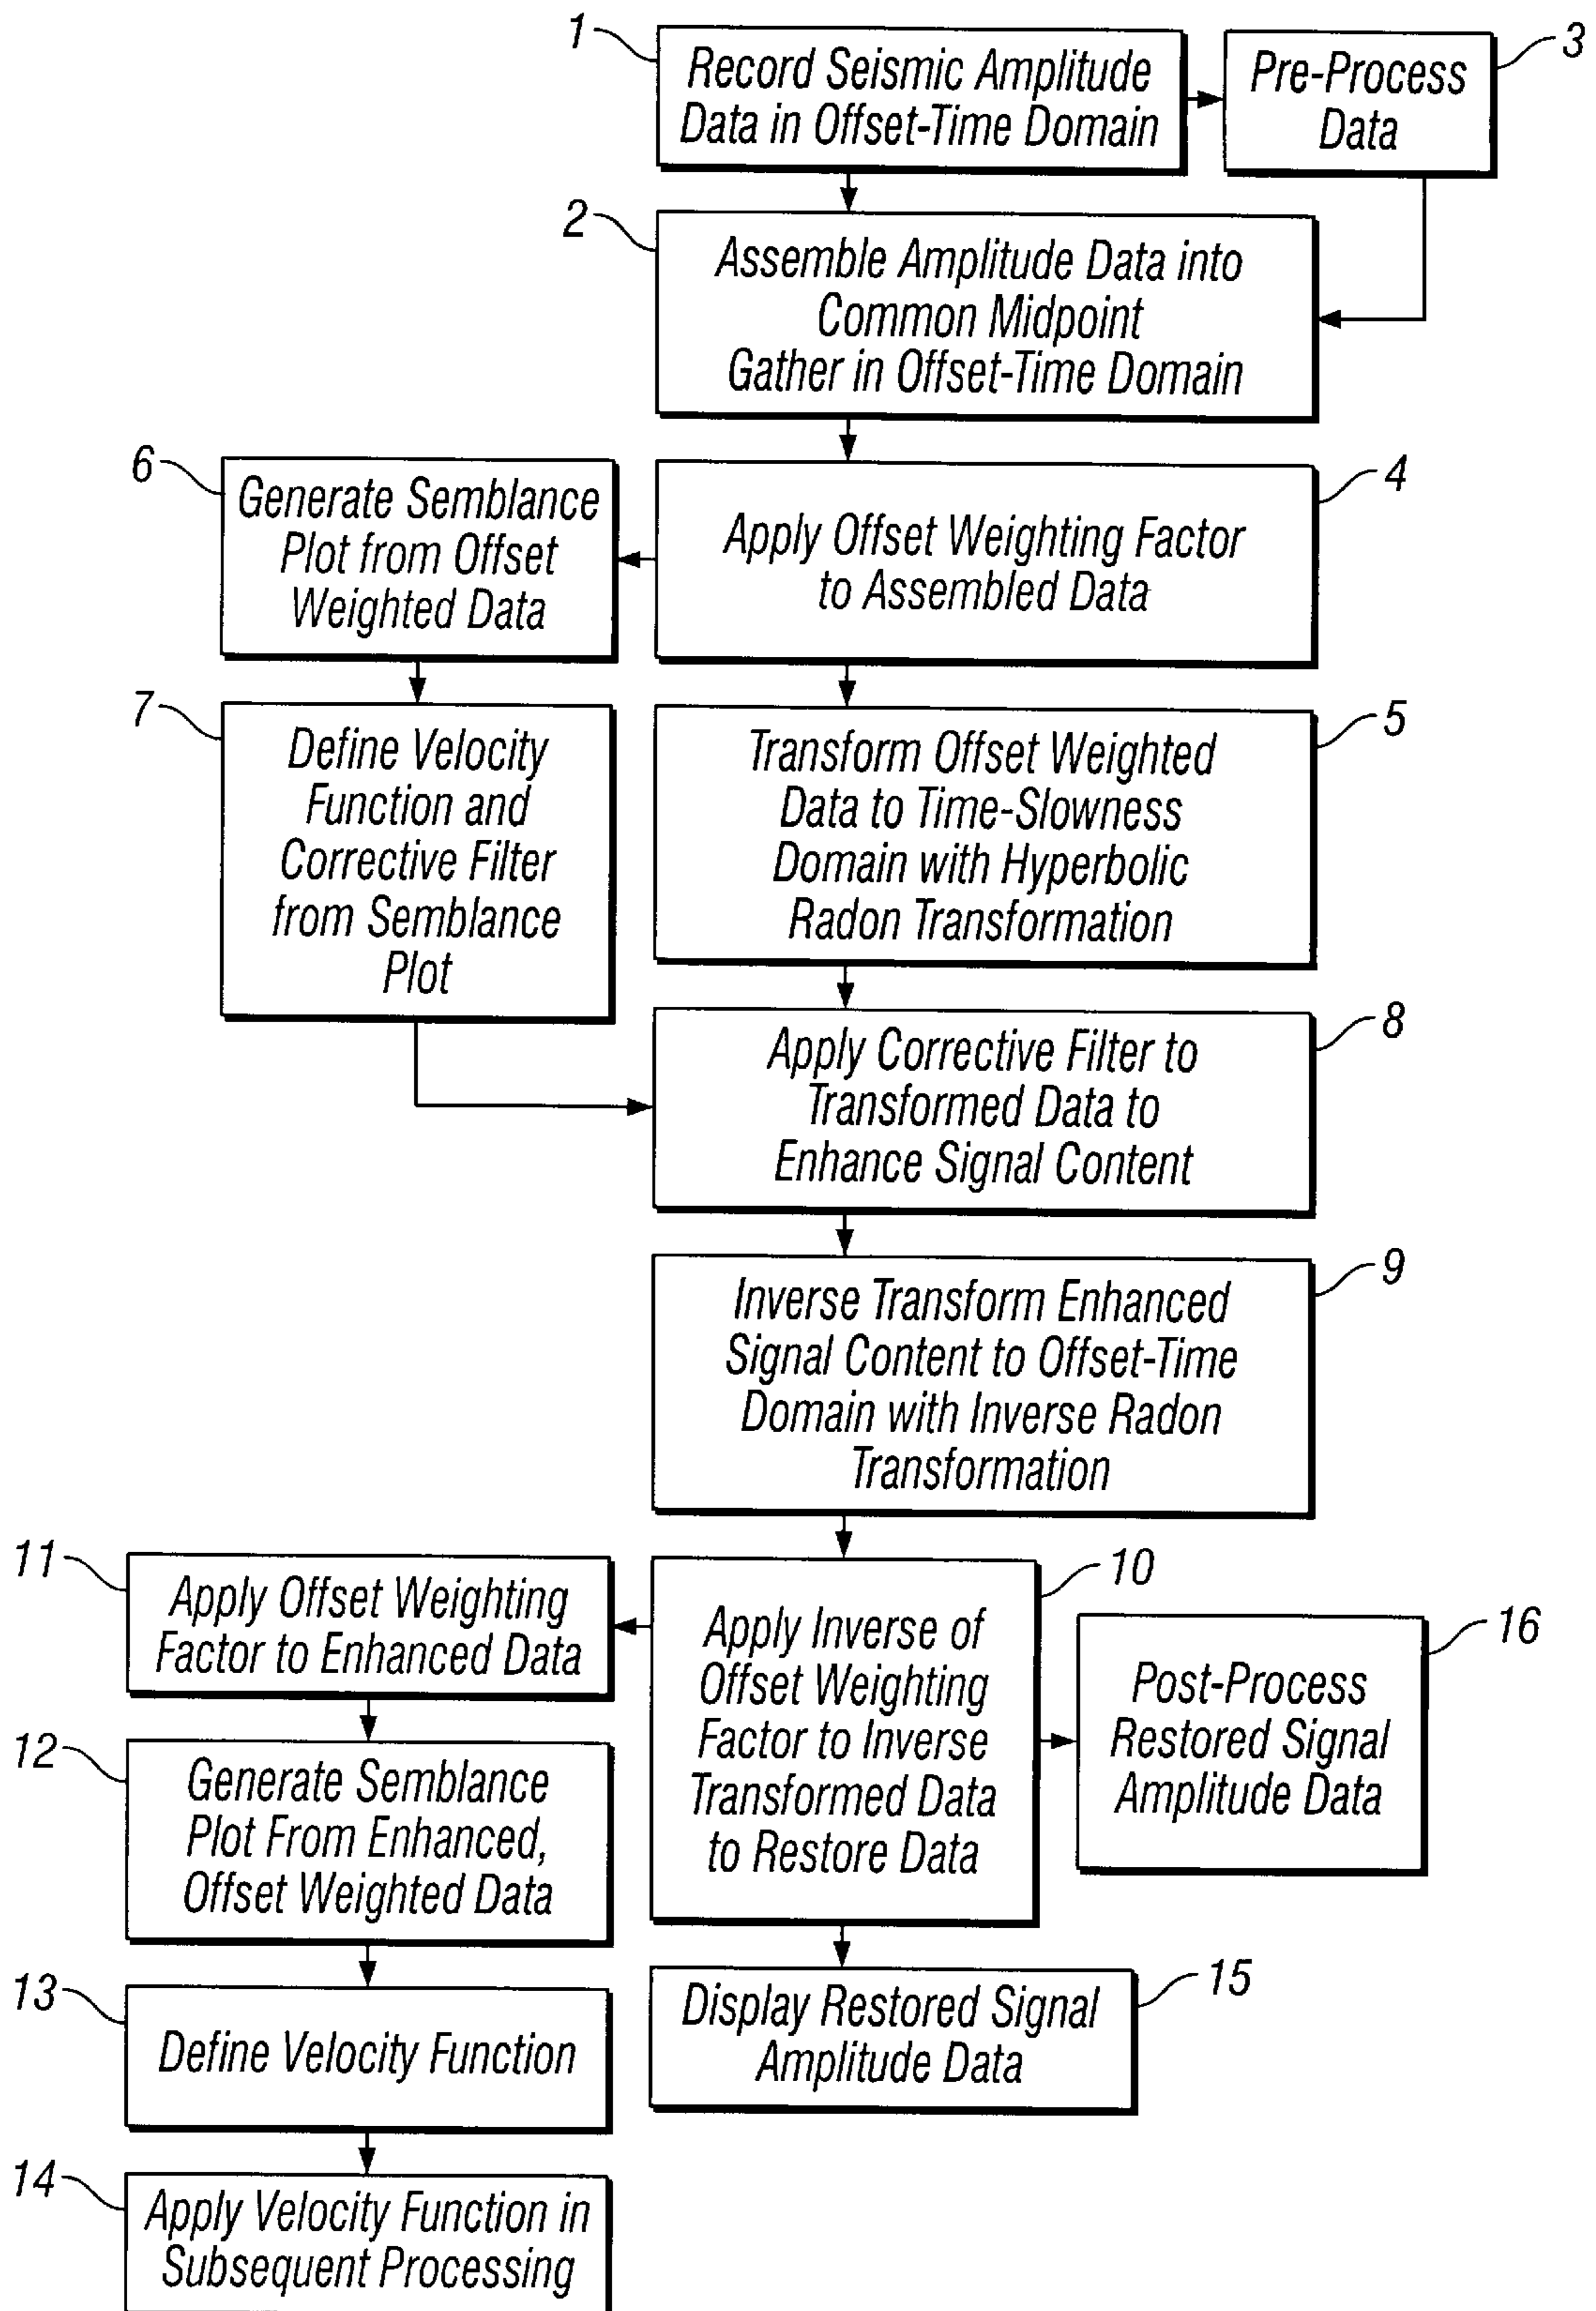 1
Record Seismic Amplitude
Data in Offset-Time Domain
3
Pre-Process
Data
2
Assemble Amplitude Data into
Common Midpoint
Gather in Offset-Time Domain
6
Generate Semblance
Plot from Offset
Weighted Data
4
Apply Offset Weighting Factor
to Assembled Data
7
Define Velocity
Function and
Corrective Filter
from Semblance
Plot
5
Transform Offset Weighted
Data to Time-Slowness
Domain with Hyperbolic
Radon Transformation
8
Apply Corrective Filter to
Transformed Data to
Enhance Signal Content
9
Inverse Transform Enhanced
Signal Content to Offset-Time
Domain with Inverse Radon
Transformation
11
Apply Offset Weighting
Factor to Enhanced Data
10
Apply Inverse of
Offset Weighting
Factor to Inverse
Transformed Data
to Restore Data
16
Post-Process
Restored Signal
Amplitude Data
12
Generate Semblance
Plot From Enhanced,
Offset Weighted Data
13
Define Velocity Function
15
Display Restored Signal
Amplitude Data
14
Apply Velocity Function in
Subsequent Processing